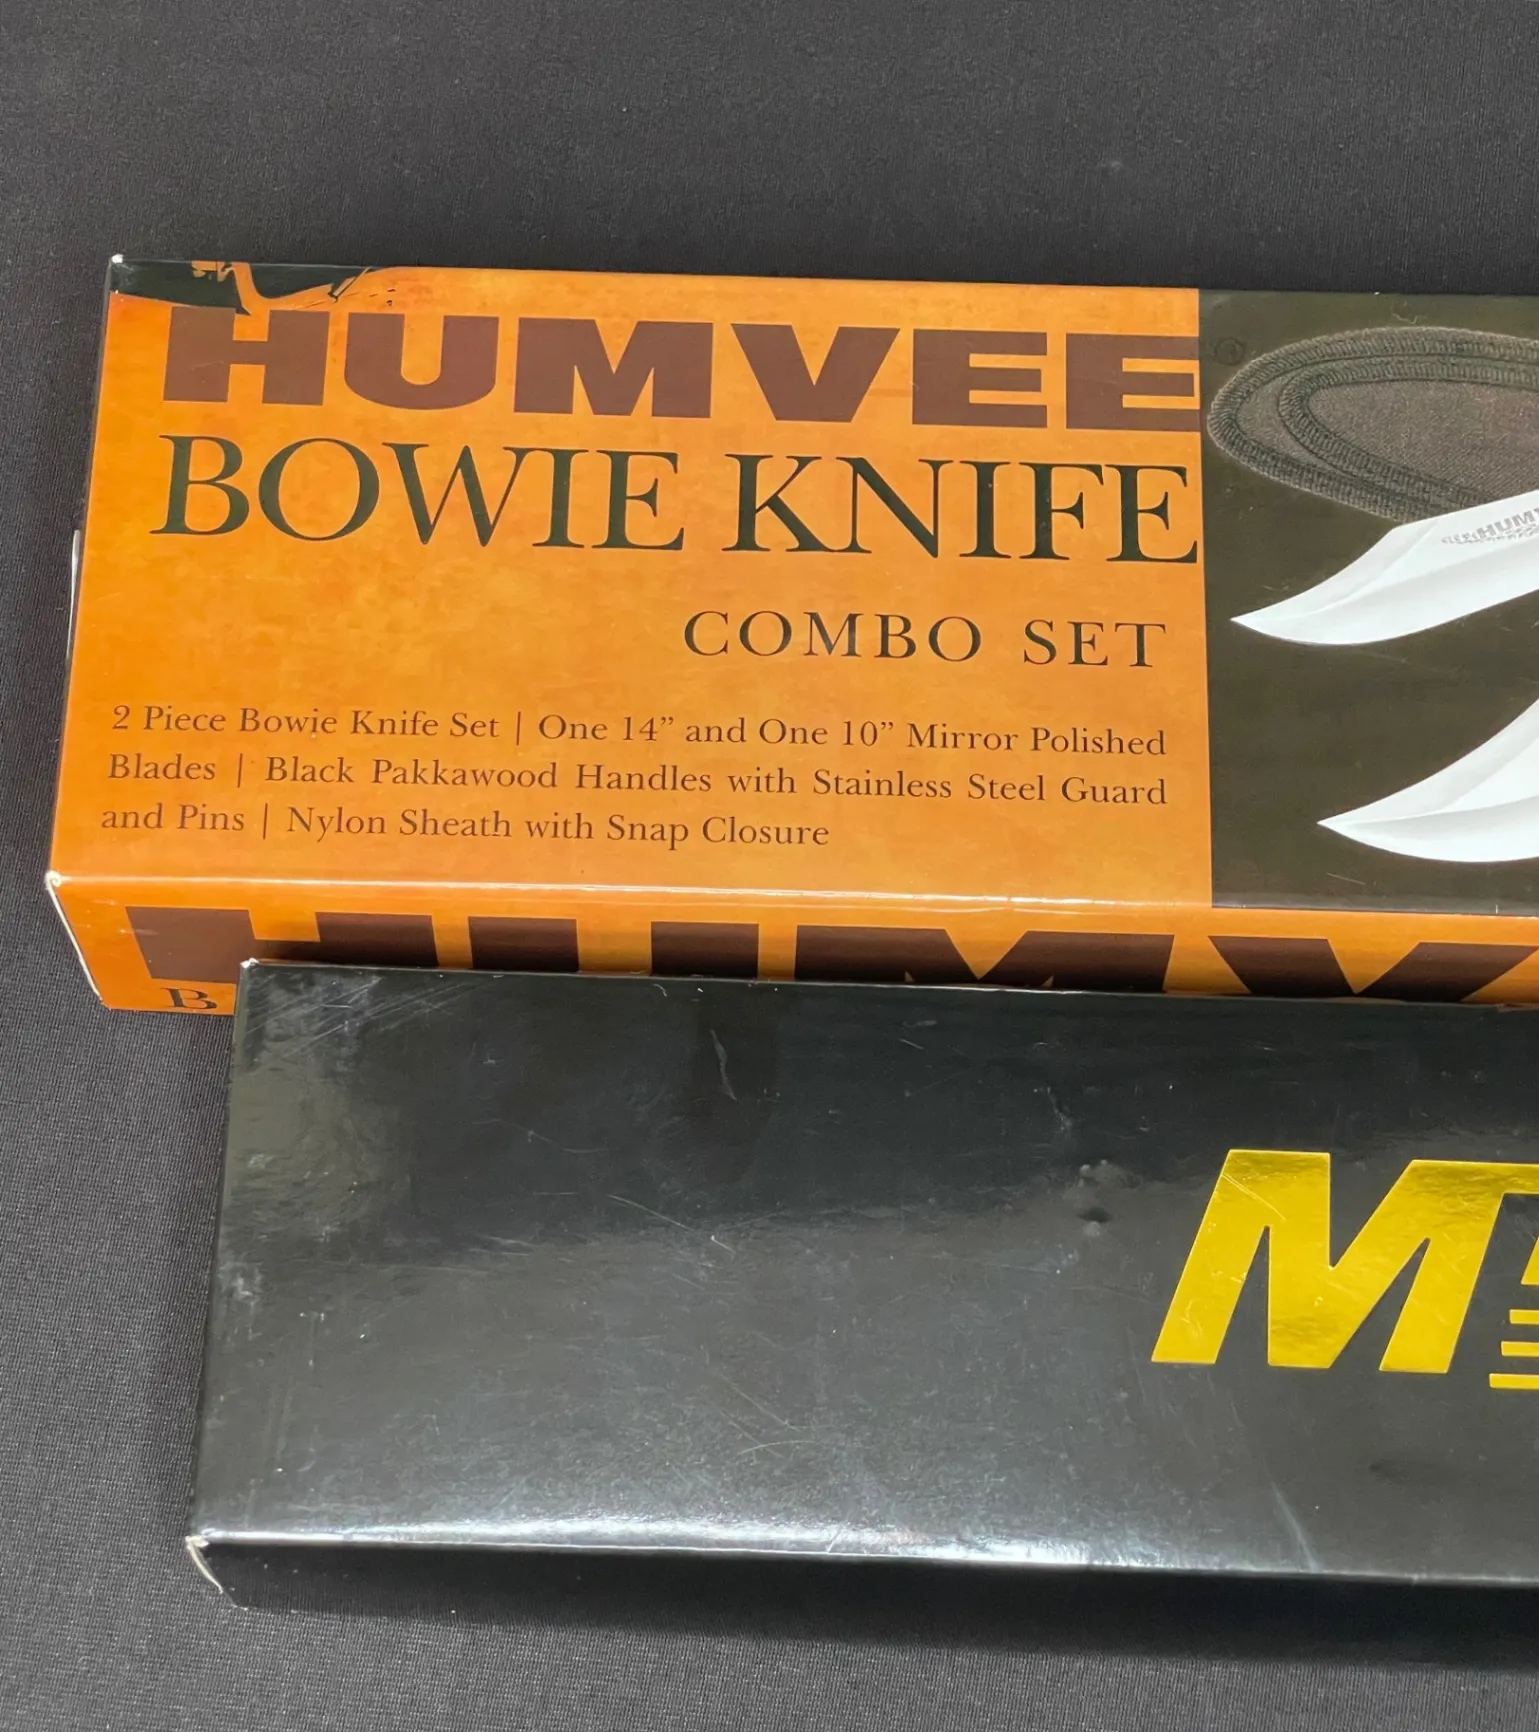 HUMVEE
BOWIE KNIFE
COMBO SET
2 Piece Bowie Knife Set | One 14” and One 10” Mirror Polished
Blades | Black Pakkawood Handles with Stainless Steel Guard
and Pins | Nylon Sheath with Snap Closure